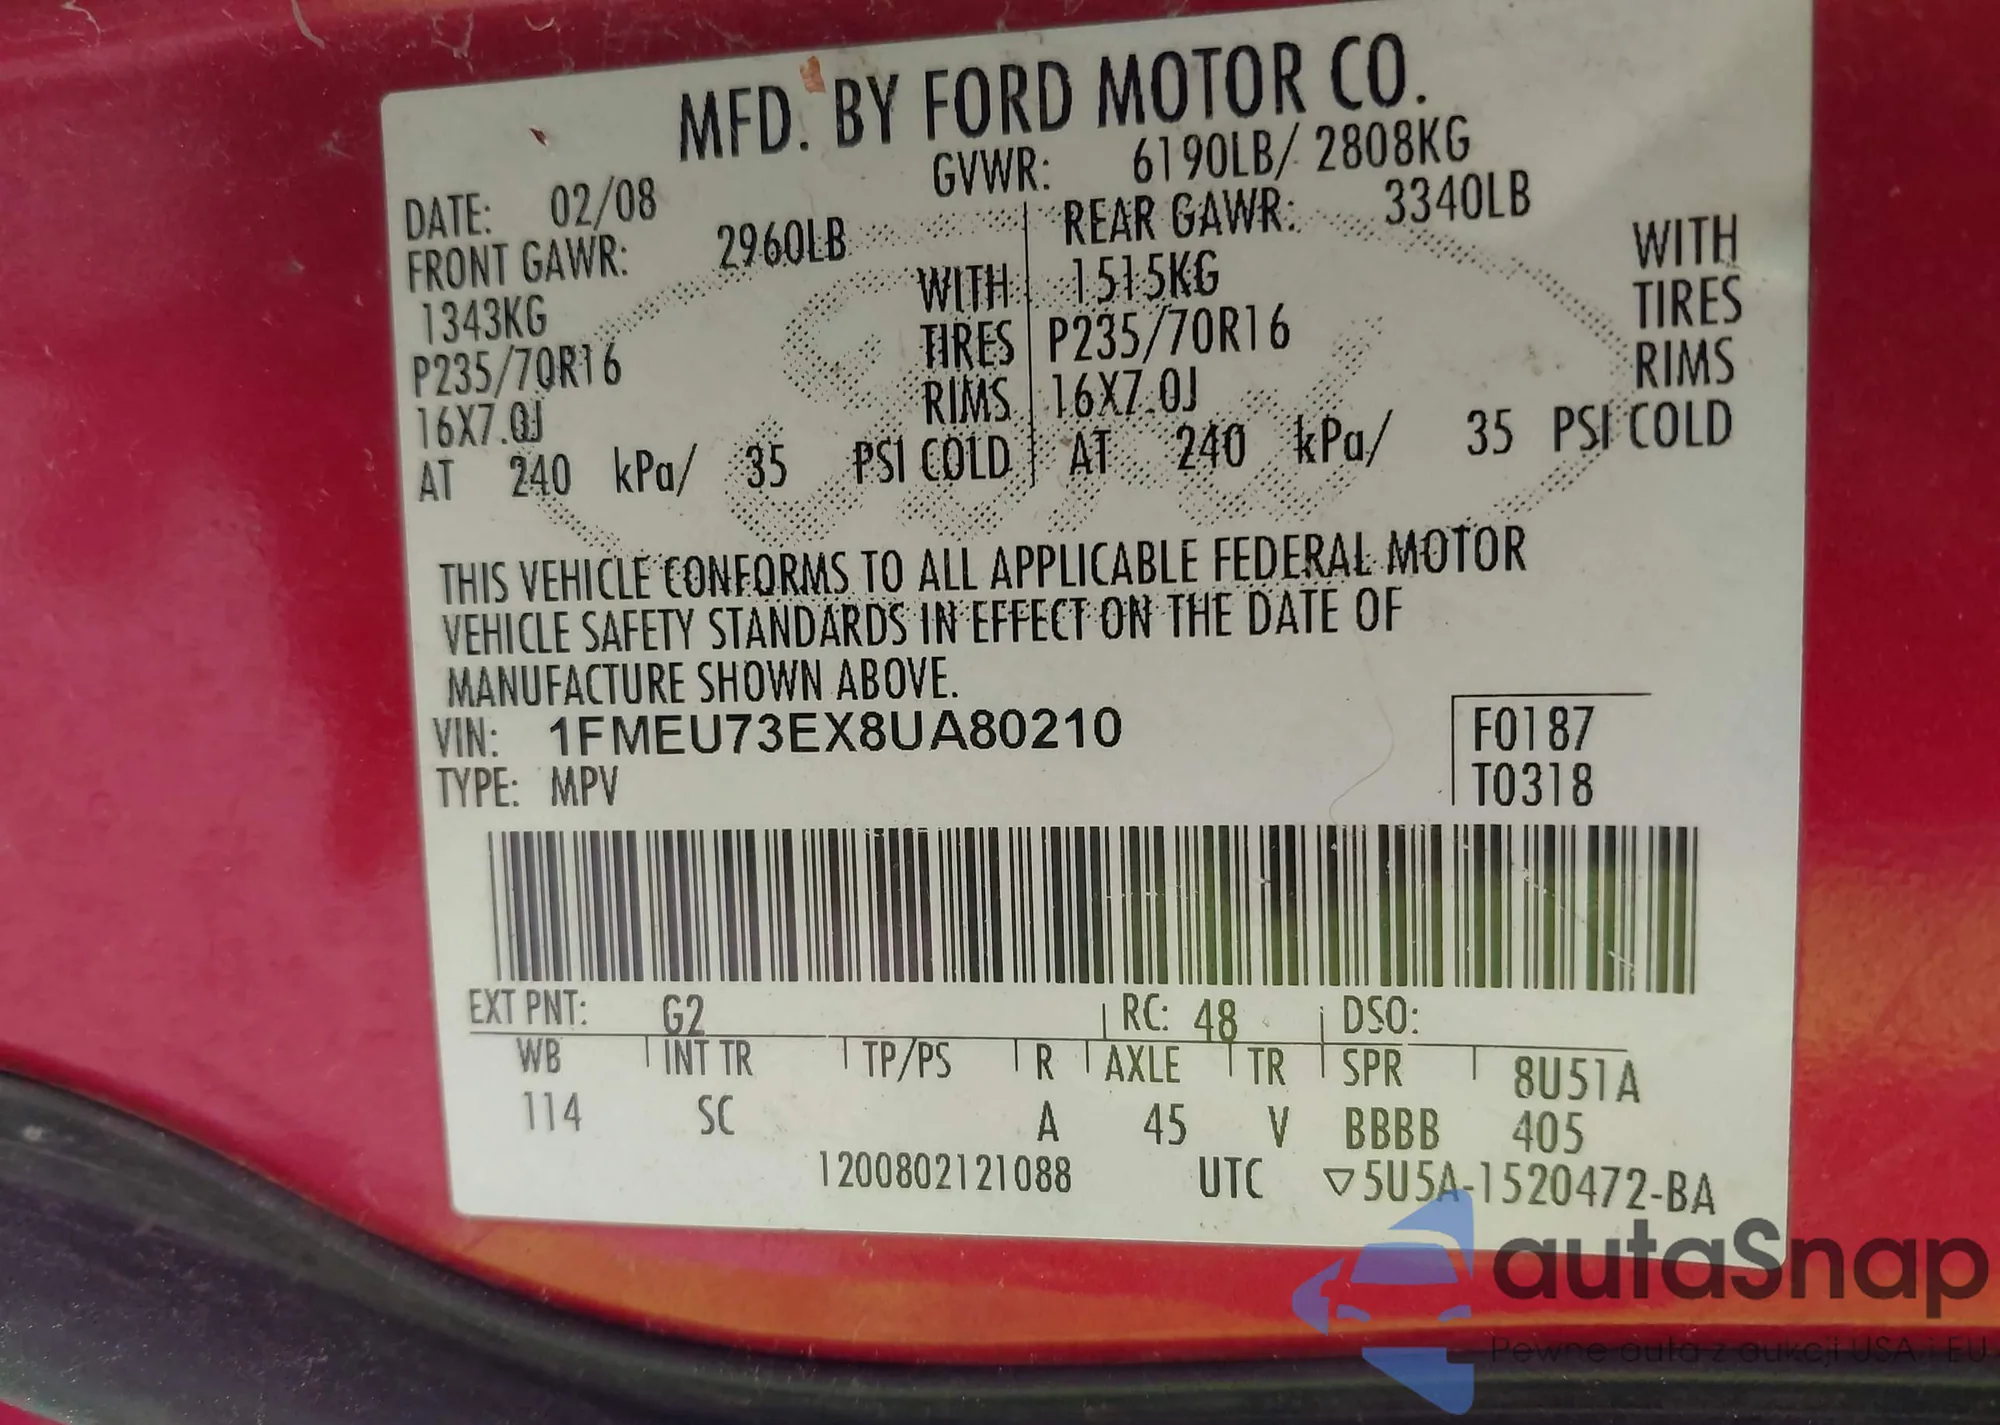 MFD. BY FORD MOTOR CO.
DATE: 02/08 GVWR: 6190LB/ 2808KG
FRONT GAWR: 2960LB REAR GAWR: 3340LB
1343KG WITH 1515KG WITH
P235/70R16 TIRES P235/70R16 TIRES
16X7.0J RIMS 16X7.0J RIMS
AT 240 kPa/ 35 PSI COLD AT 240 kPa/ 35 PSI COLD
THIS VEHICLE CONFORMS TO ALL APPLICABLE FEDERAL MOTOR
VEHICLE SAFETY STANDARDS IN EFFECT ON THE DATE OF
MANUFACTURE SHOWN ABOVE.
VIN: 1FMEU73EX8UA80210 F0187
TYPE: MPV T0318
EXT PNT: G2 RC: 48 DSO:
WB INT TR TP/PS R AXLE TR SPR 8U51A
114 SC A 45 V BBBB 405
1200802121088 UTC ▽5U5A-1520472-BA
autaSnap
Pewne auta z aukcji USA i EU